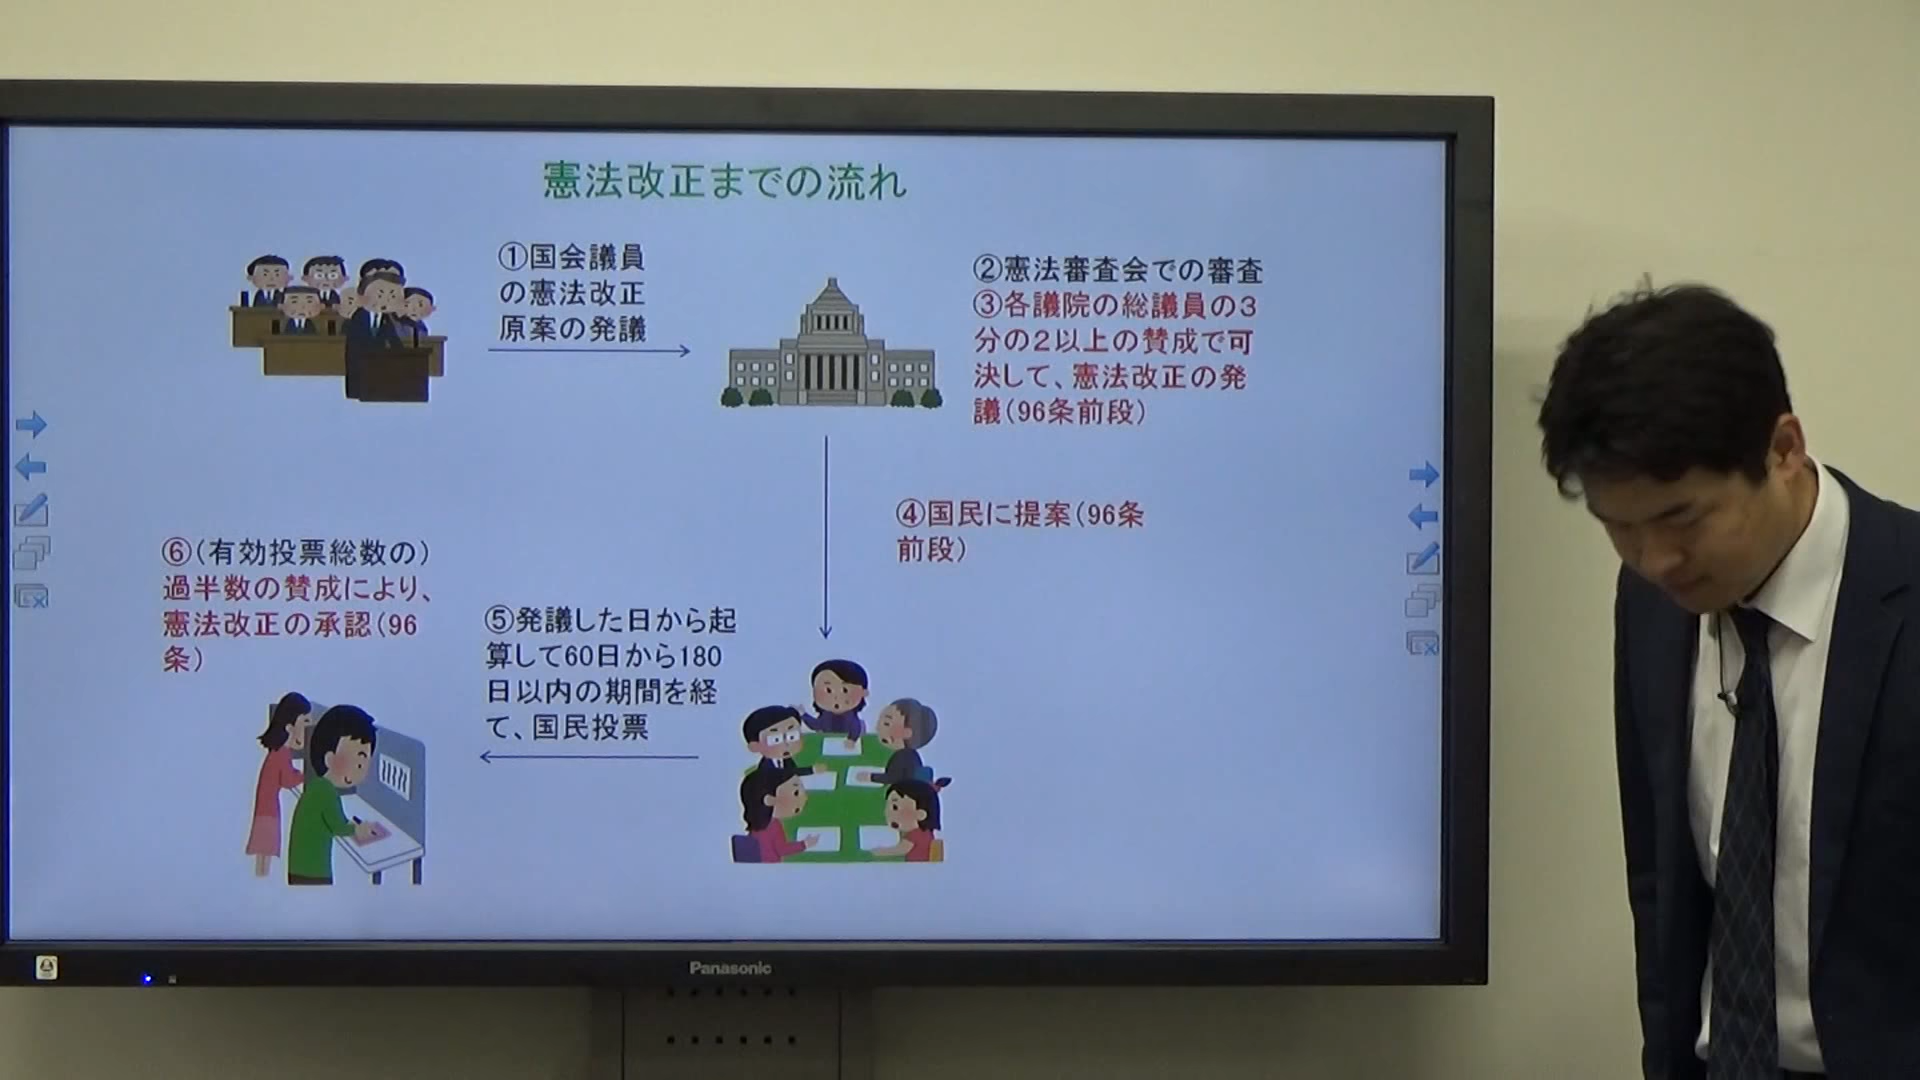 憲法改正までの流れ
①国会議員
の憲法改正
原案の発議
②憲法審査会での審査
③各議院の総議員の３
分の２以上の賛成で可
決して、憲法改正の発
議（96条前段）
④国民に提案（96条
前段）
⑤発議した日から起
算して60日から180
日以内の期間を経
て、国民投票
⑥（有効投票総数の）
過半数の賛成により、
憲法改正の承認（96
条）
Panasonic